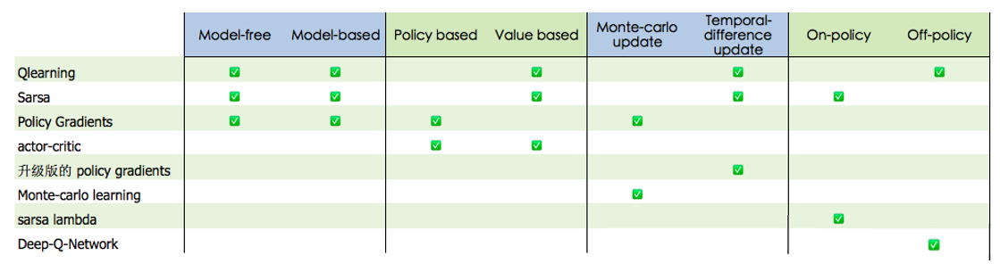 Model-free Model-based Policy based Value based Monte-carlo update Temporal-difference update On-policy Off-policy
Qlearning ✅ ✅ ✅ ✅ ✅
Sarsa ✅ ✅ ✅ ✅ ✅
Policy Gradients ✅ ✅ ✅ ✅
actor-critic ✅ ✅
升级版的 policy gradients ✅
Monte-carlo learning ✅
sarsa lambda ✅
Deep-Q-Network ✅